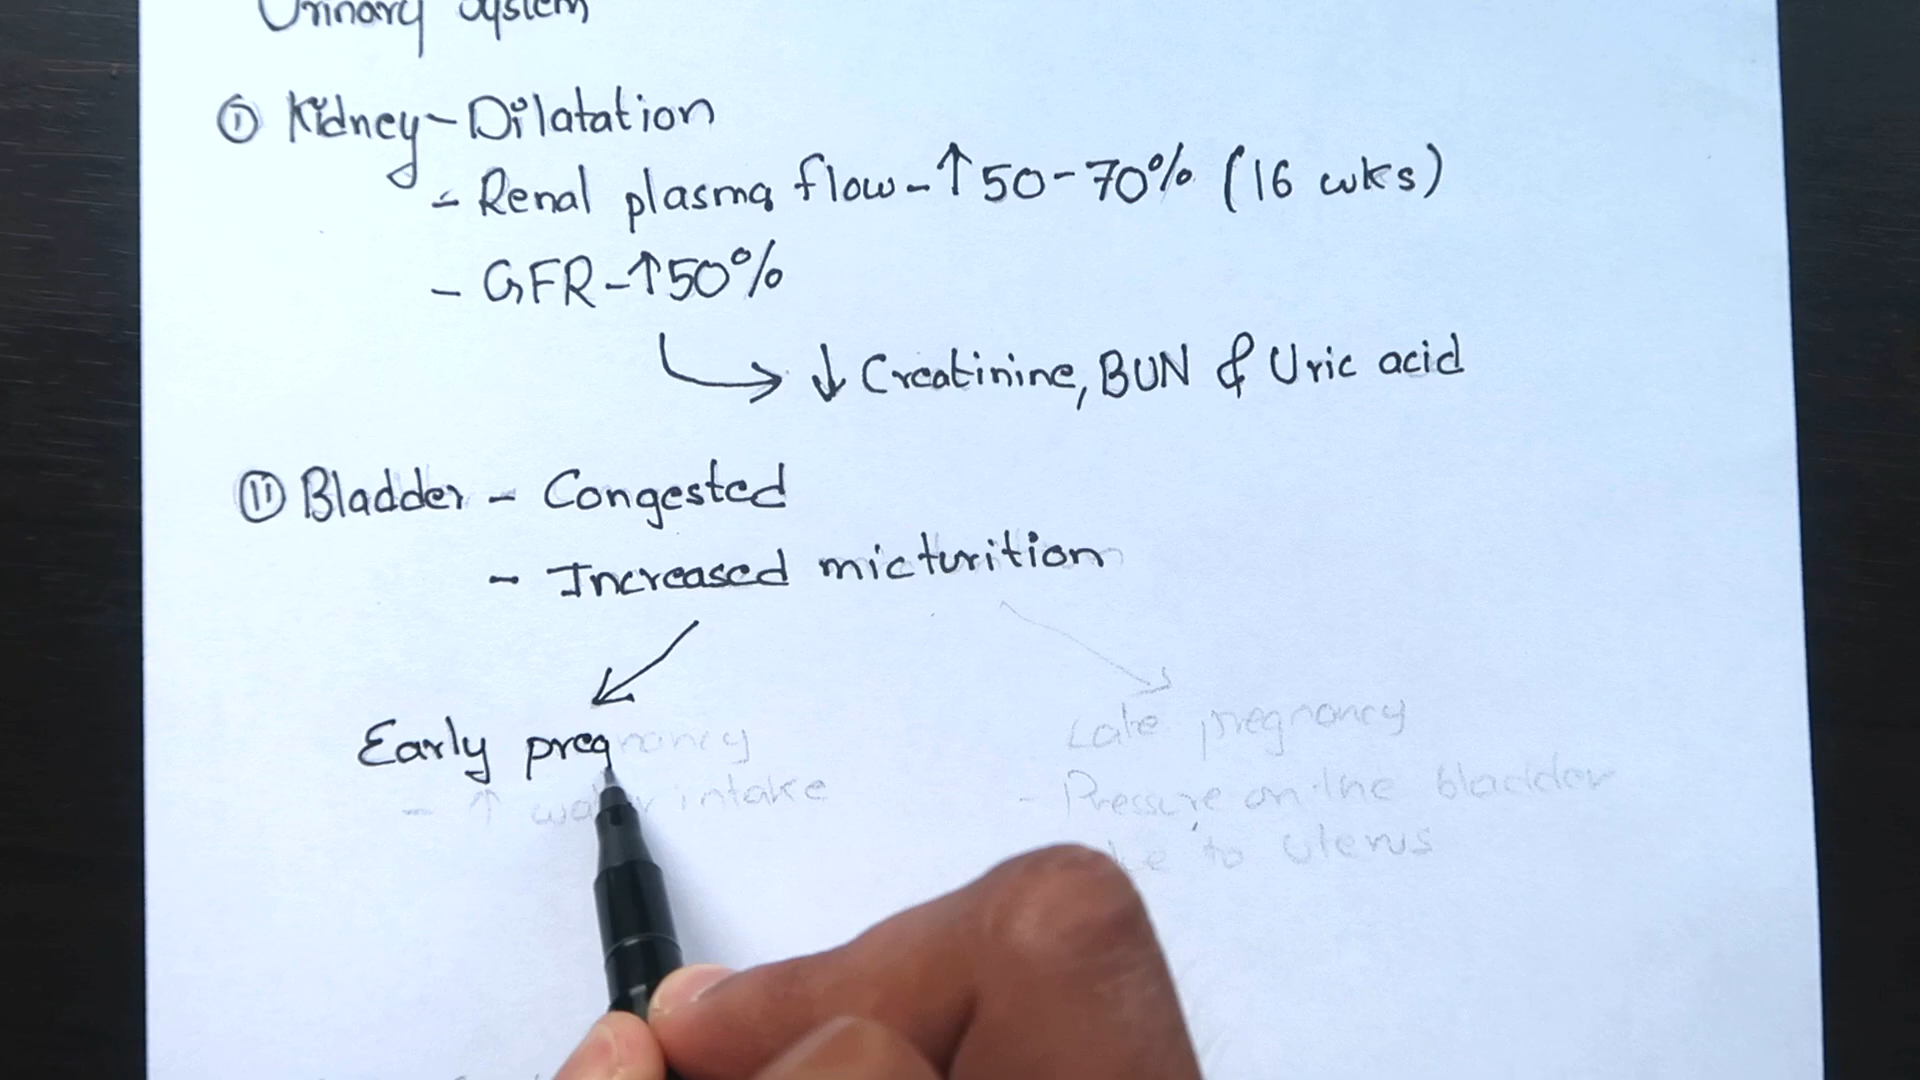 Urinary System
① Kidney - Dilatation
- Renal plasma flow - ↑ 50-70% (16 wks)
- GFR - ↑ 50%
↓ Creatinine, BUN & Uric acid
⑪ Bladder - Congested
- Increased micturition
Early pregnancy
Late pregnancy
- ↑ water intake
- Pressure on the bladder
to uterus